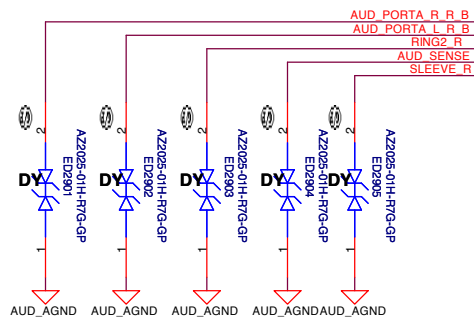 AUD_PORTA_R_R_B
AUD_PORTA_L_R_B
RING2_R
AUD_SENSE
SLEEVE_R
2
2
2
2
2
DY
DY
DY
DY
DY
AZ2025-01H-R7G-GP
ED2901
AZ2025-01H-R7G-GP
ED2902
AZ2025-01H-R7G-GP
ED2903
AZ2025-01H-R7G-GP
ED2904
AZ2025-01H-R7G-GP
ED2905
1
1
1
1
1
AUD_AGND
AUD_AGND
AUD_AGND
AUD_AGND
AUD_AGND